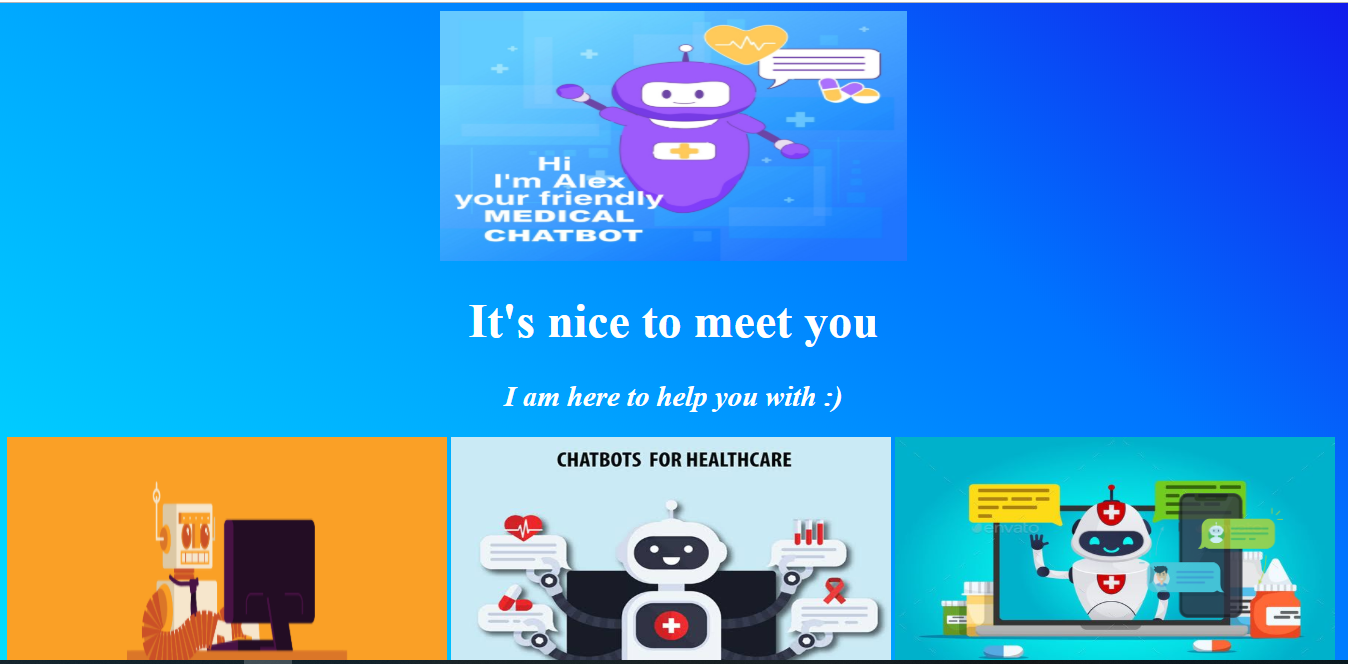 Hi
I'm Alex
your friendly
MEDICAL
CHATBOT
It's nice to meet you
I am here to help you with :)
CHATBOTS FOR HEALTHCARE
envato